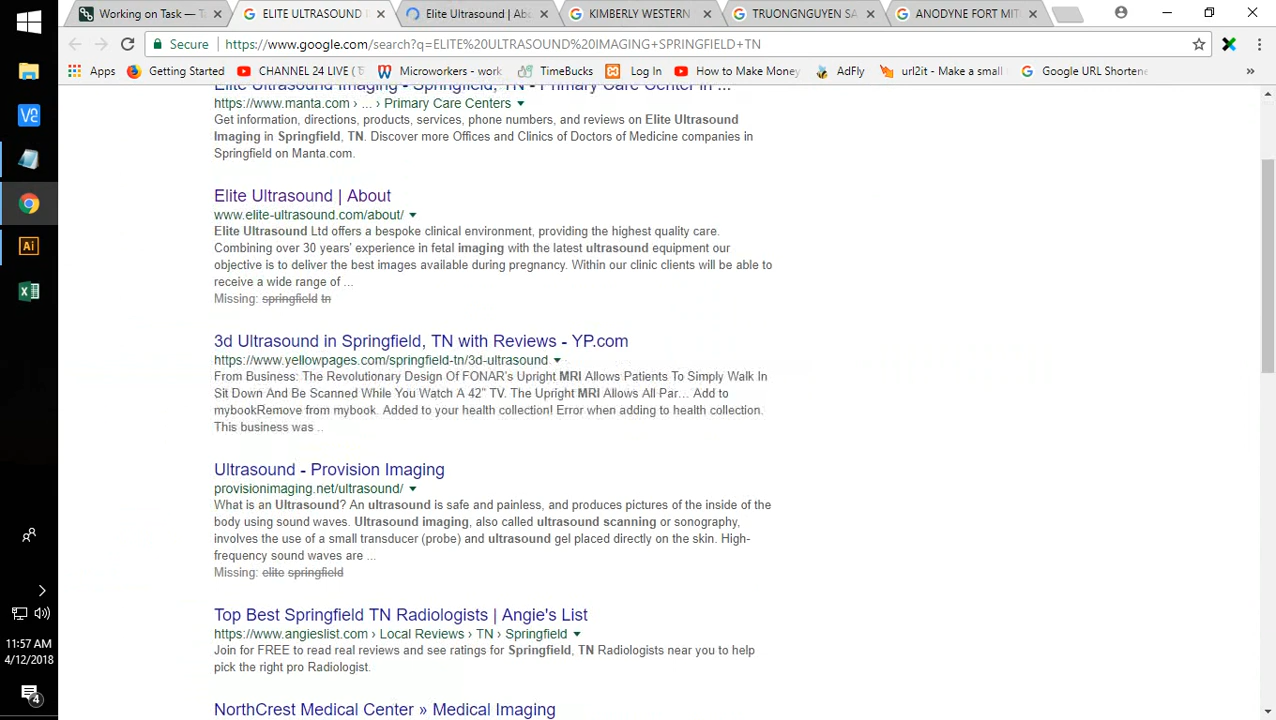 Working on Task — T
ELITE ULTRASOUND
Elite Ultrasound | Abo
KIMBERLY WESTERN
TRUONGNGUYEN SA
ANODYNE FORT MIT
Secure
https://www.google.com/search?q=ELITE%20ULTRASOUND%20IMAGING+SPRINGFIELD+TN
Apps
Getting Started
CHANNEL 24 LIVE (
Microworkers - work
TimeBucks
Log In
How to Make Money
AdFly
url2it - Make a small
Google URL Shortene
»
Elite Ultrasound Imaging - Springfield, TN - Primary Care Center in ...
https://www.manta.com › ... › Primary Care Centers
Get information, directions, products, services, phone numbers, and reviews on Elite Ultrasound
Imaging in Springfield, TN. Discover more Offices and Clinics of Doctors of Medicine companies in
Springfield on Manta.com.
Elite Ultrasound | About
www.elite-ultrasound.com/about/
Elite Ultrasound Ltd offers a bespoke clinical environment, providing the highest quality care.
Combining over 30 years' experience in fetal imaging with the latest ultrasound equipment our
objective is to deliver the best images available during pregnancy. Within our clinic clients will be able to
receive a wide range of ...
Missing: springfield tn
3d Ultrasound in Springfield, TN with Reviews - YP.com
https://www.yellowpages.com/springfield-tn/3d-ultrasound
From Business: The Revolutionary Design Of FONAR's Upright MRI Allows Patients To Simply Walk In
Sit Down And Be Scanned While You Watch A 42" TV. The Upright MRI Allows All Par... Add to
mybookRemove from mybook. Added to your health collection! Error when adding to health collection.
This business was ..
Ultrasound - Provision Imaging
provisionimaging.net/ultrasound/
What is an Ultrasound? An ultrasound is safe and painless, and produces pictures of the inside of the
body using sound waves. Ultrasound imaging, also called ultrasound scanning or sonography,
involves the use of a small transducer (probe) and ultrasound gel placed directly on the skin. High-
frequency sound waves are ...
Missing: elite springfield
Top Best Springfield TN Radiologists | Angie's List
https://www.angieslist.com › Local Reviews › TN › Springfield
Join for FREE to read real reviews and see ratings for Springfield, TN Radiologists near you to help
pick the right pro Radiologist.
NorthCrest Medical Center » Medical Imaging
Ai
11:57 AM
4/12/2018
4